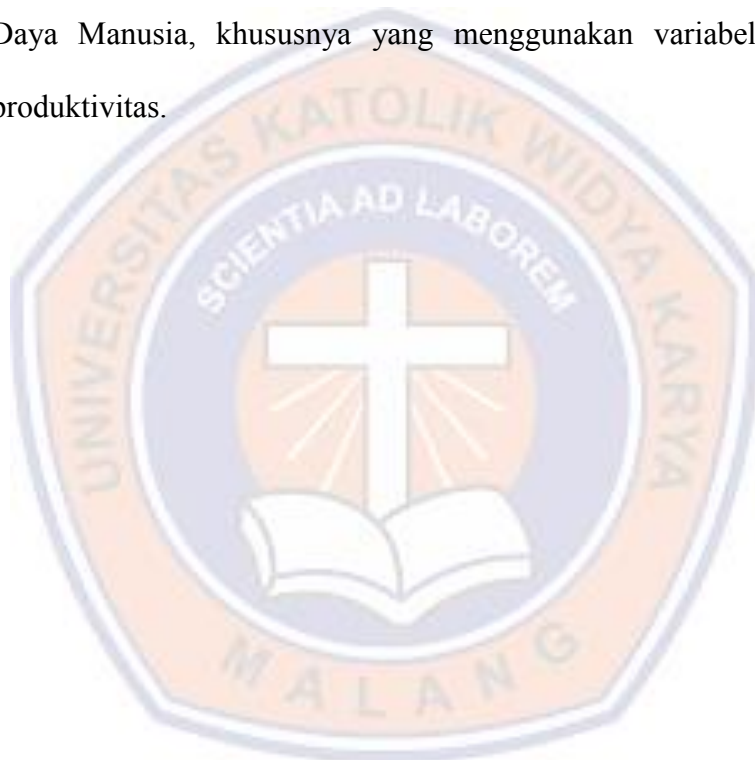 Daya Manusia, khususnya yang menggunakan variabel
produktivitas.
UNIVERSITAS KATOLIK WIDYA KARYA
SCIENTIA AD LABOREM
MALANG